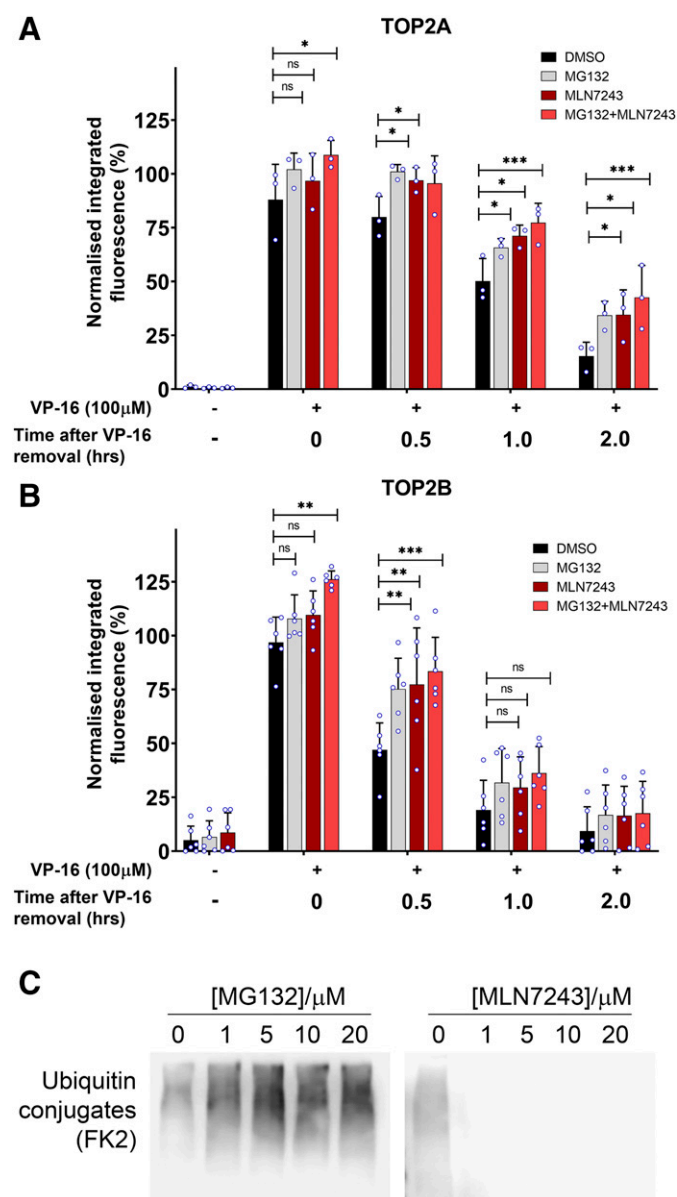 A
TOP2A
DMSO
MG132
MLN7243
MG132+MLN7243
*
ns
ns
*
*
***
*
*
***
*
*
Normalised integrated
fluorescence (%)
125
100
75
50
25
0
VP-16 (100μM) - + + + +
Time after VP-16
removal (hrs)
- 0 0.5 1.0 2.0
B
TOP2B
DMSO
MG132
MLN7243
MG132+MLN7243
**
ns
ns
***
**
**
ns
ns
ns
Normalised integrated
fluorescence (%)
125
100
75
50
25
0
VP-16 (100μM) - + + + +
Time after VP-16
removal (hrs)
- 0 0.5 1.0 2.0
C
[MG132]/μM [MLN7243]/μM
0 1 5 10 20 0 1 5 10 20
Ubiquitin
conjugates
(FK2)